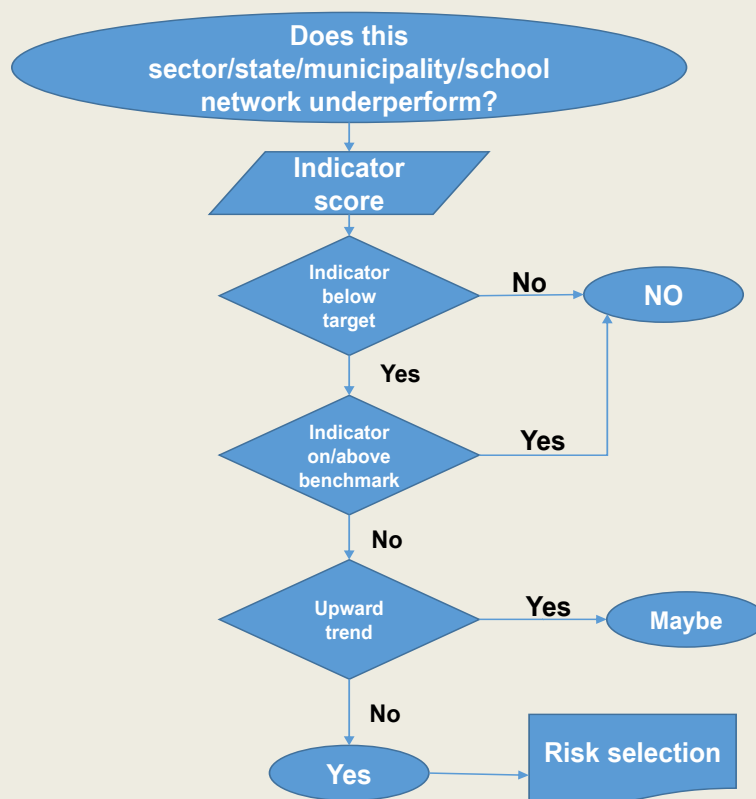 Does this
sector/state/municipality/school
network underperform?
Indicator
score
Indicator
below
target
No
NO
Yes
Indicator
on/above
benchmark
Yes
No
Upward
trend
Yes
Maybe
No
Yes
Risk selection